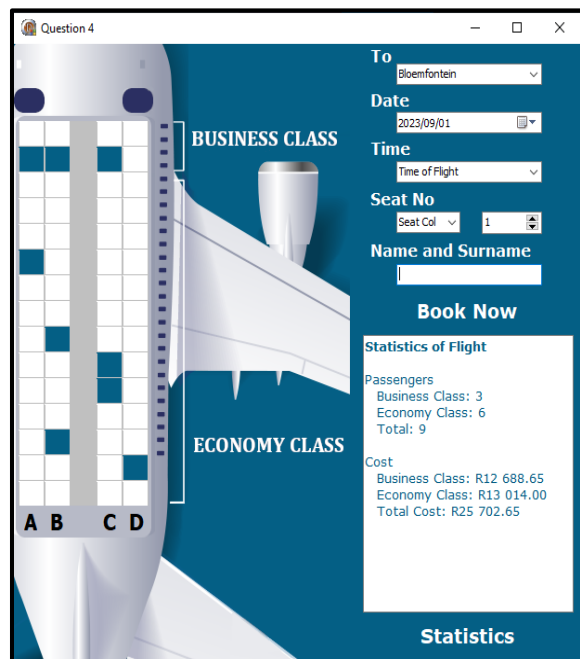 Question 4
To
Bloemfontein
Date
2023/09/01
Time
Time of Flight
Seat No
Seat Col
1
Name and Surname
Book Now
BUSINESS CLASS
ECONOMY CLASS
A B C D
Statistics of Flight
Passengers
Business Class: 3
Economy Class: 6
Total: 9
Cost
Business Class: R12 688.65
Economy Class: R13 014.00
Total Cost: R25 702.65
Statistics